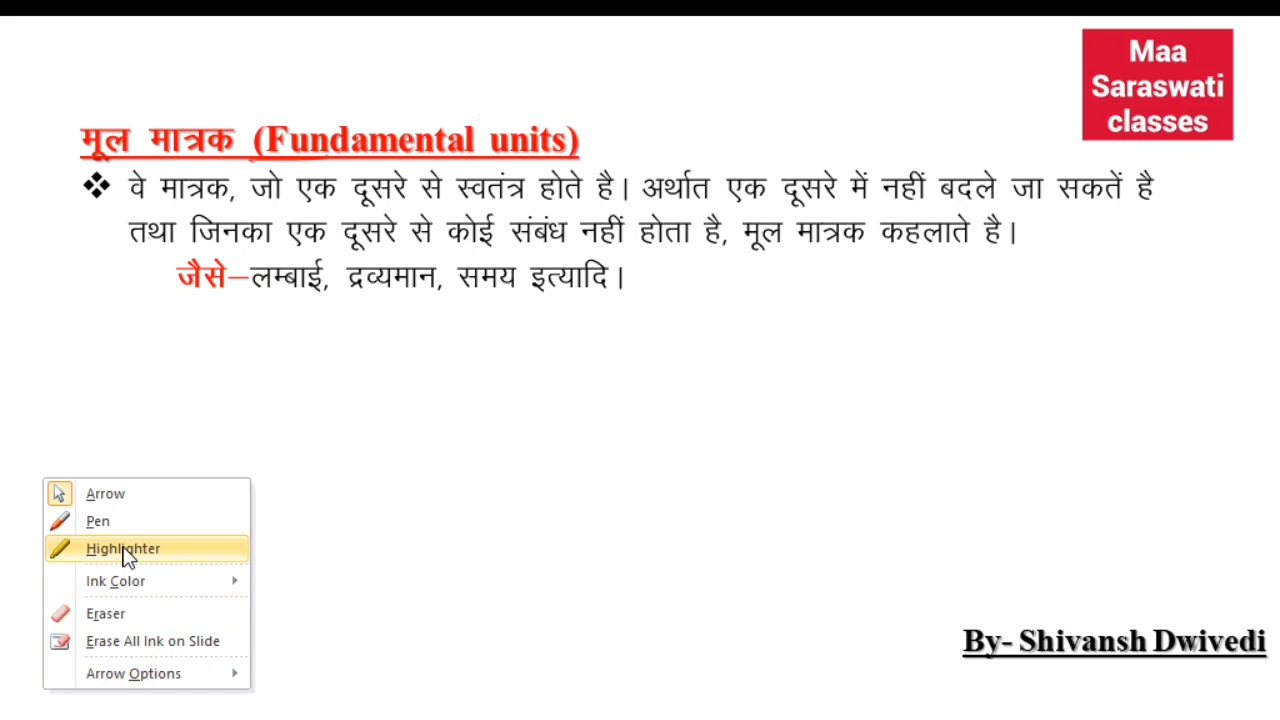 Maa
Saraswati
classes
मूल मात्रक (Fundamental units)
❖ वे मात्रक, जो एक दूसरे से स्वतंत्र होते है। अर्थात एक दूसरे में नहीं बदले जा सकतें है
तथा जिनका एक दूसरे से कोई संबंध नहीं होता है, मूल मात्रक कहलाते है।
जैसे–लम्बाई, द्रव्यमान, समय इत्यादि।
Arrow
Pen
Highlighter
Ink Color
Eraser
Erase All Ink on Slide
Arrow Options
By- Shivansh Dwivedi